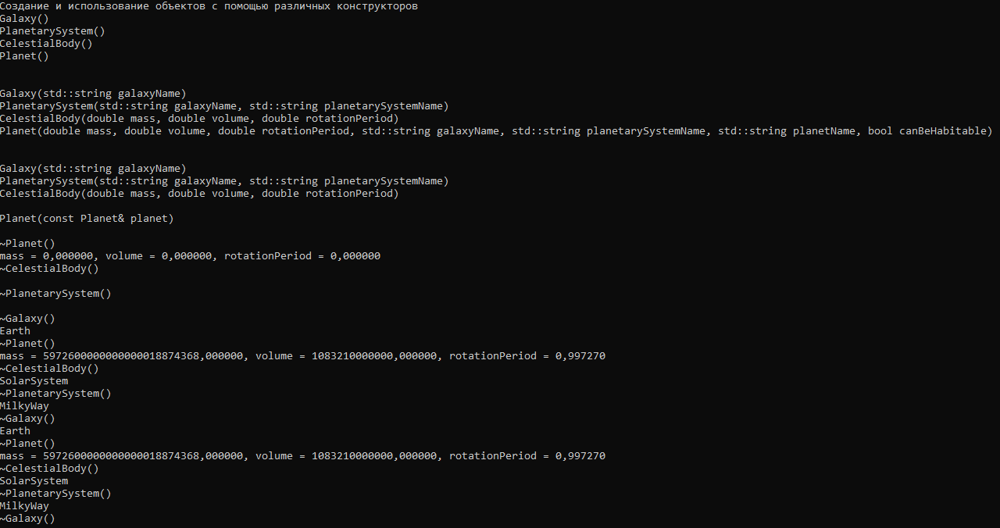 Создание и использование объектов с помощью различных конструкторов
Galaxy()
PlanetarySystem()
CelestialBody()
Planet()
Galaxy(std::string galaxyName)
PlanetarySystem(std::string galaxyName, std::string planetarySystemName)
CelestialBody(double mass, double volume, double rotationPeriod)
Planet(double mass, double volume, double rotationPeriod, std::string galaxyName, std::string planetarySystemName, std::string planetName, bool canBeHabitable)
Galaxy(std::string galaxyName)
PlanetarySystem(std::string galaxyName, std::string planetarySystemName)
CelestialBody(double mass, double volume, double rotationPeriod)
Planet(const Planet& planet)
~Planet()
mass = 0,000000, volume = 0,000000, rotationPeriod = 0,000000
~CelestialBody()
~PlanetarySystem()
~Galaxy()
Earth
~Planet()
mass = 5972600000000000018874368,000000, volume = 1083210000000,000000, rotationPeriod = 0,997270
~CelestialBody()
SolarSystem
~PlanetarySystem()
MilkyWay
~Galaxy()
Earth
~Planet()
mass = 5972600000000000018874368,000000, volume = 1083210000000,000000, rotationPeriod = 0,997270
~CelestialBody()
SolarSystem
~PlanetarySystem()
MilkyWay
~Galaxy()